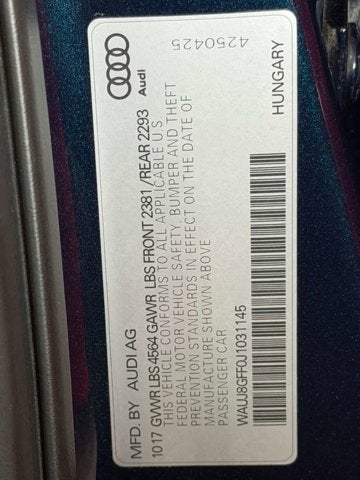 MFD. BY AUDI AG
10 17 GVWR LBS 4564 GAWR LBS FRONT 2381 / REAR 2293
THIS VEHICLE CONFORMS TO ALL APPLICABLE U'S
FEDERAL MOTOR VEHICLE SAFETY, BUMPER AND THEFT
PREVENTION STANDARDS IN EFFECT ON THE DATE OF
MANUFACTURE SHOWN ABOVE
PASSENGER CAR
WAUJ8GFF0J1031145
HUNGARY
Audi
4250425